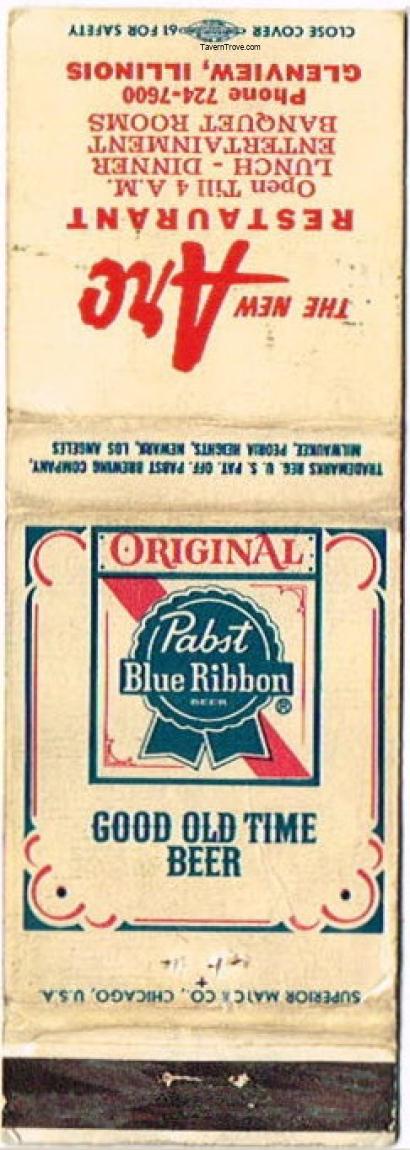 THE NEW Arc
RESTAURANT
Open Till 4 A.M.
LUNCH - DINNER
ENTERTAINMENT
BANQUET ROOMS
Phone 724-7600
GLENVIEW, ILLINOIS
CLOSE COVER 61 FOR SAFETY
TavernTrove.com
TRADEMARKS REG. U. S. PAT. OFF. PABST BREWING COMPANY,
MILWAUKEE, PEORIA HEIGHTS, NEWARK, LOS ANGELES
ORIGINAL
Pabst
Blue Ribbon
BEER
®
GOOD OLD TIME
BEER
SUPERIOR MATCH CO., CHICAGO, U.S.A.